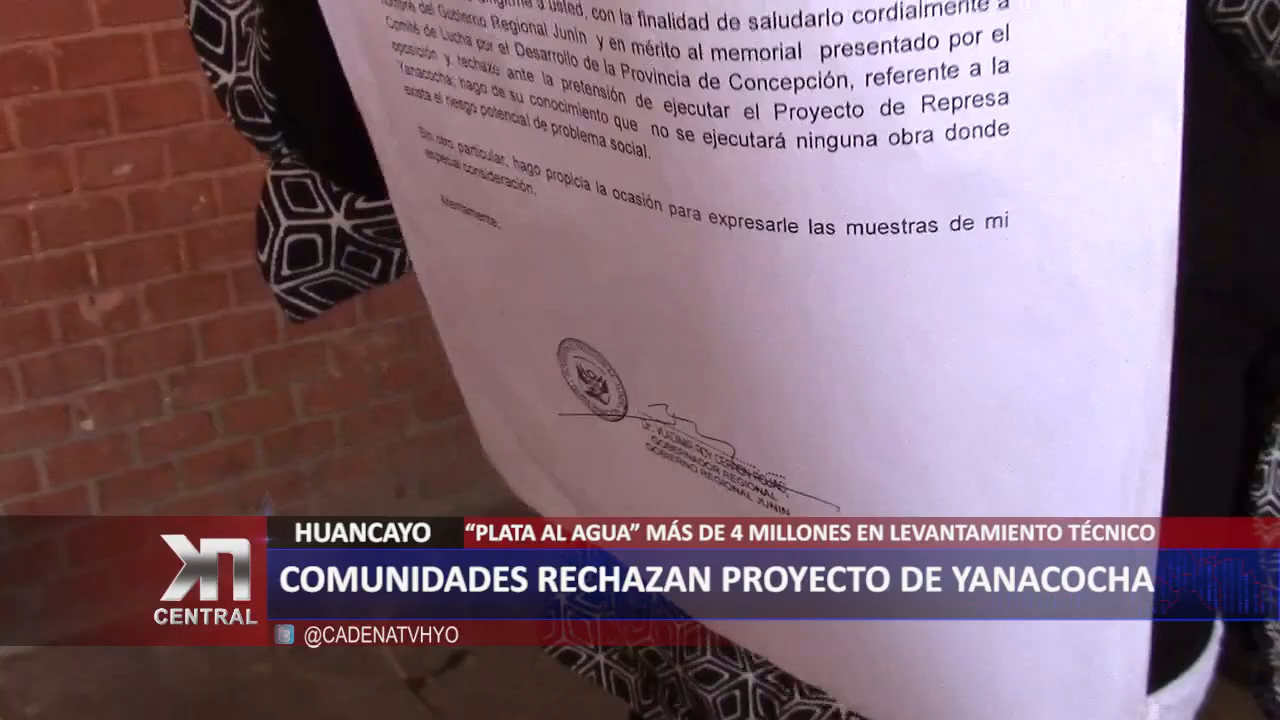 a usted, con la finalidad de saludarlo cordialmente a
nombre del Gobierno Regional Junín y en mérito al memorial presentado por el
Comité de Lucha por el Desarrollo de la Provincia de Concepción, referente a la
oposición y rechazo ante la pretensión de ejecutar el Proyecto de Represa
Yanacocha; hago de su conocimiento que no se ejecutará ninguna obra donde
exista el riesgo potencial de problema social.
Sin otro particular, hago propicia la ocasión para expresarle las muestras de mi
especial consideración.
Atentamente,
GOBERNADOR REGIONAL
GOBIERNO REGIONAL JUNÍN
HUANCAYO "PLATA AL AGUA" MÁS DE 4 MILLONES EN LEVANTAMIENTO TÉCNICO
COMUNIDADES RECHAZAN PROYECTO DE YANACOCHA
CENTRAL
@CADENATVHYO